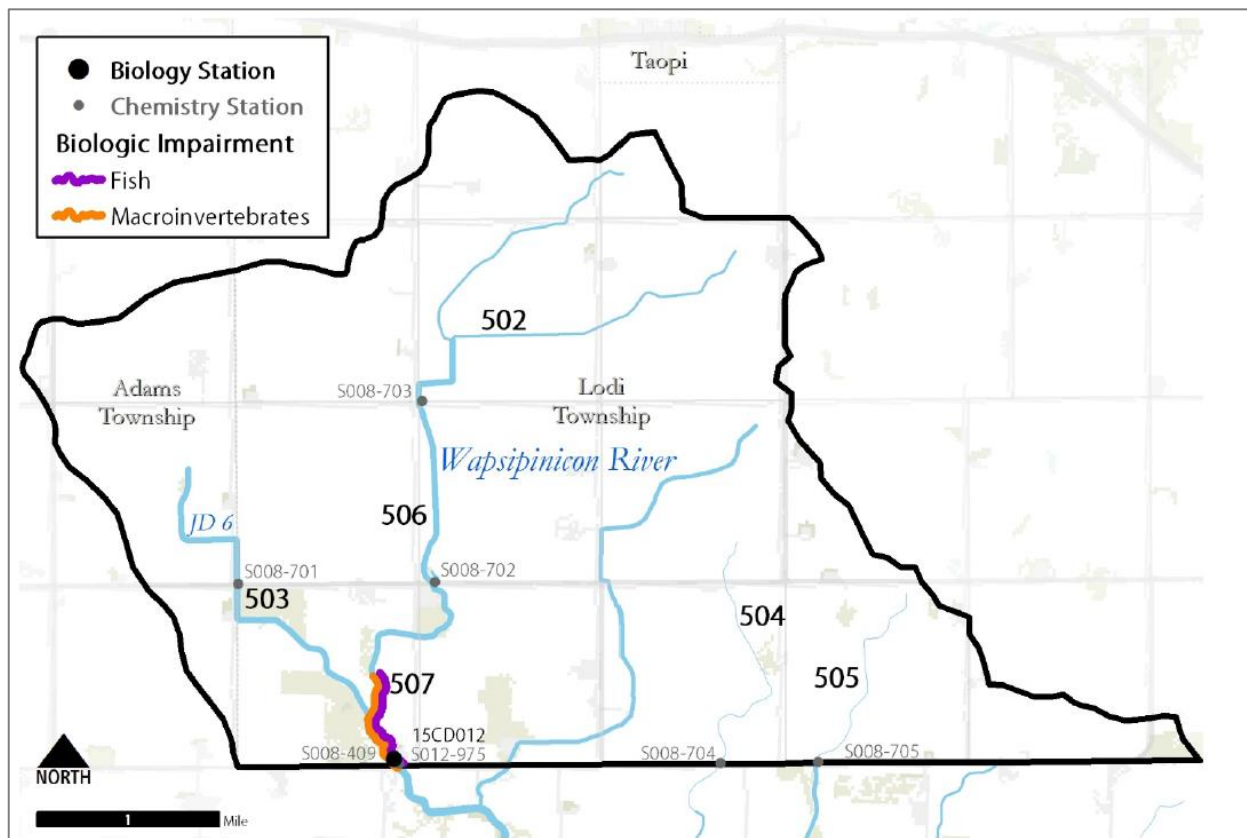 Biology Station
Chemistry Station
Biologic Impairment
Fish
Macroinvertebrates
Taopi
502
Adams
Township
S008-703
Lodi
Township
Wapsipinicon River
506
JD 6
S008-701
S008-702
503
504
505
507
15CD012
S008-409
S012-975
S008-704
S008-705
NORTH
1
Mile